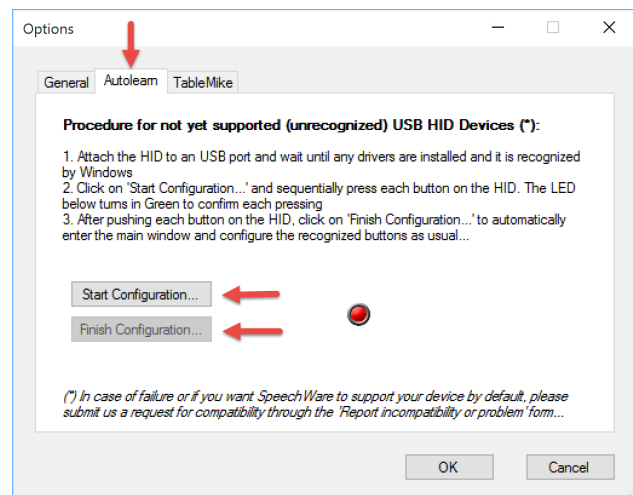 Options
General Autolearn TableMike
Procedure for not yet supported (unrecognized) USB HID Devices (*):
1. Attach the HID to an USB port and wait until any drivers are installed and it is recognized
by Windows
2. Click on 'Start Configuration...' and sequentially press each button on the HID. The LED
below turns in Green to confirm each pressing
3. After pushing each button on the HID, click on 'Finish Configuration...' to automatically
enter the main window and configure the recognized buttons as usual...
Start Configuration...
Finish Configuration...
(*) In case of failure or if you want SpeechWare to support your device by default, please
submit us a request for compatibility through the 'Report incompatibility or problem' form...
OK Cancel